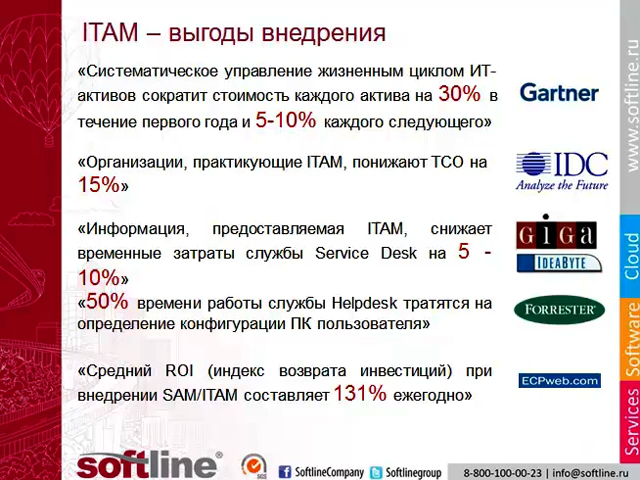 ITAM – выгоды внедрения
«Систематическое управление жизненным циклом ИТ-
активов сократит стоимость каждого актива на 30% в
течение первого года и 5-10% каждого следующего»
Gartner
«Организации, практикующие ITAM, понижают TCO на
15%»
IDC
Analyze the Future
«Информация, предоставляемая ITAM, снижает
временные затраты службы Service Desk на 5 -
10%»
GiGa
IDEABYTE
«50% времени работы службы Helpdesk тратятся на
определение конфигурации ПК пользователя»
FORRESTER®
«Средний ROI (индекс возврата инвестиций) при
внедрении SAM/ITAM составляет 131% ежегодно»
ECPweb.com
www.softline.ru
Cloud
Software
Services
softline®
SGS
SoftlineCompany
Softlinegroup
8-800-100-00-23 | info@softline.ru